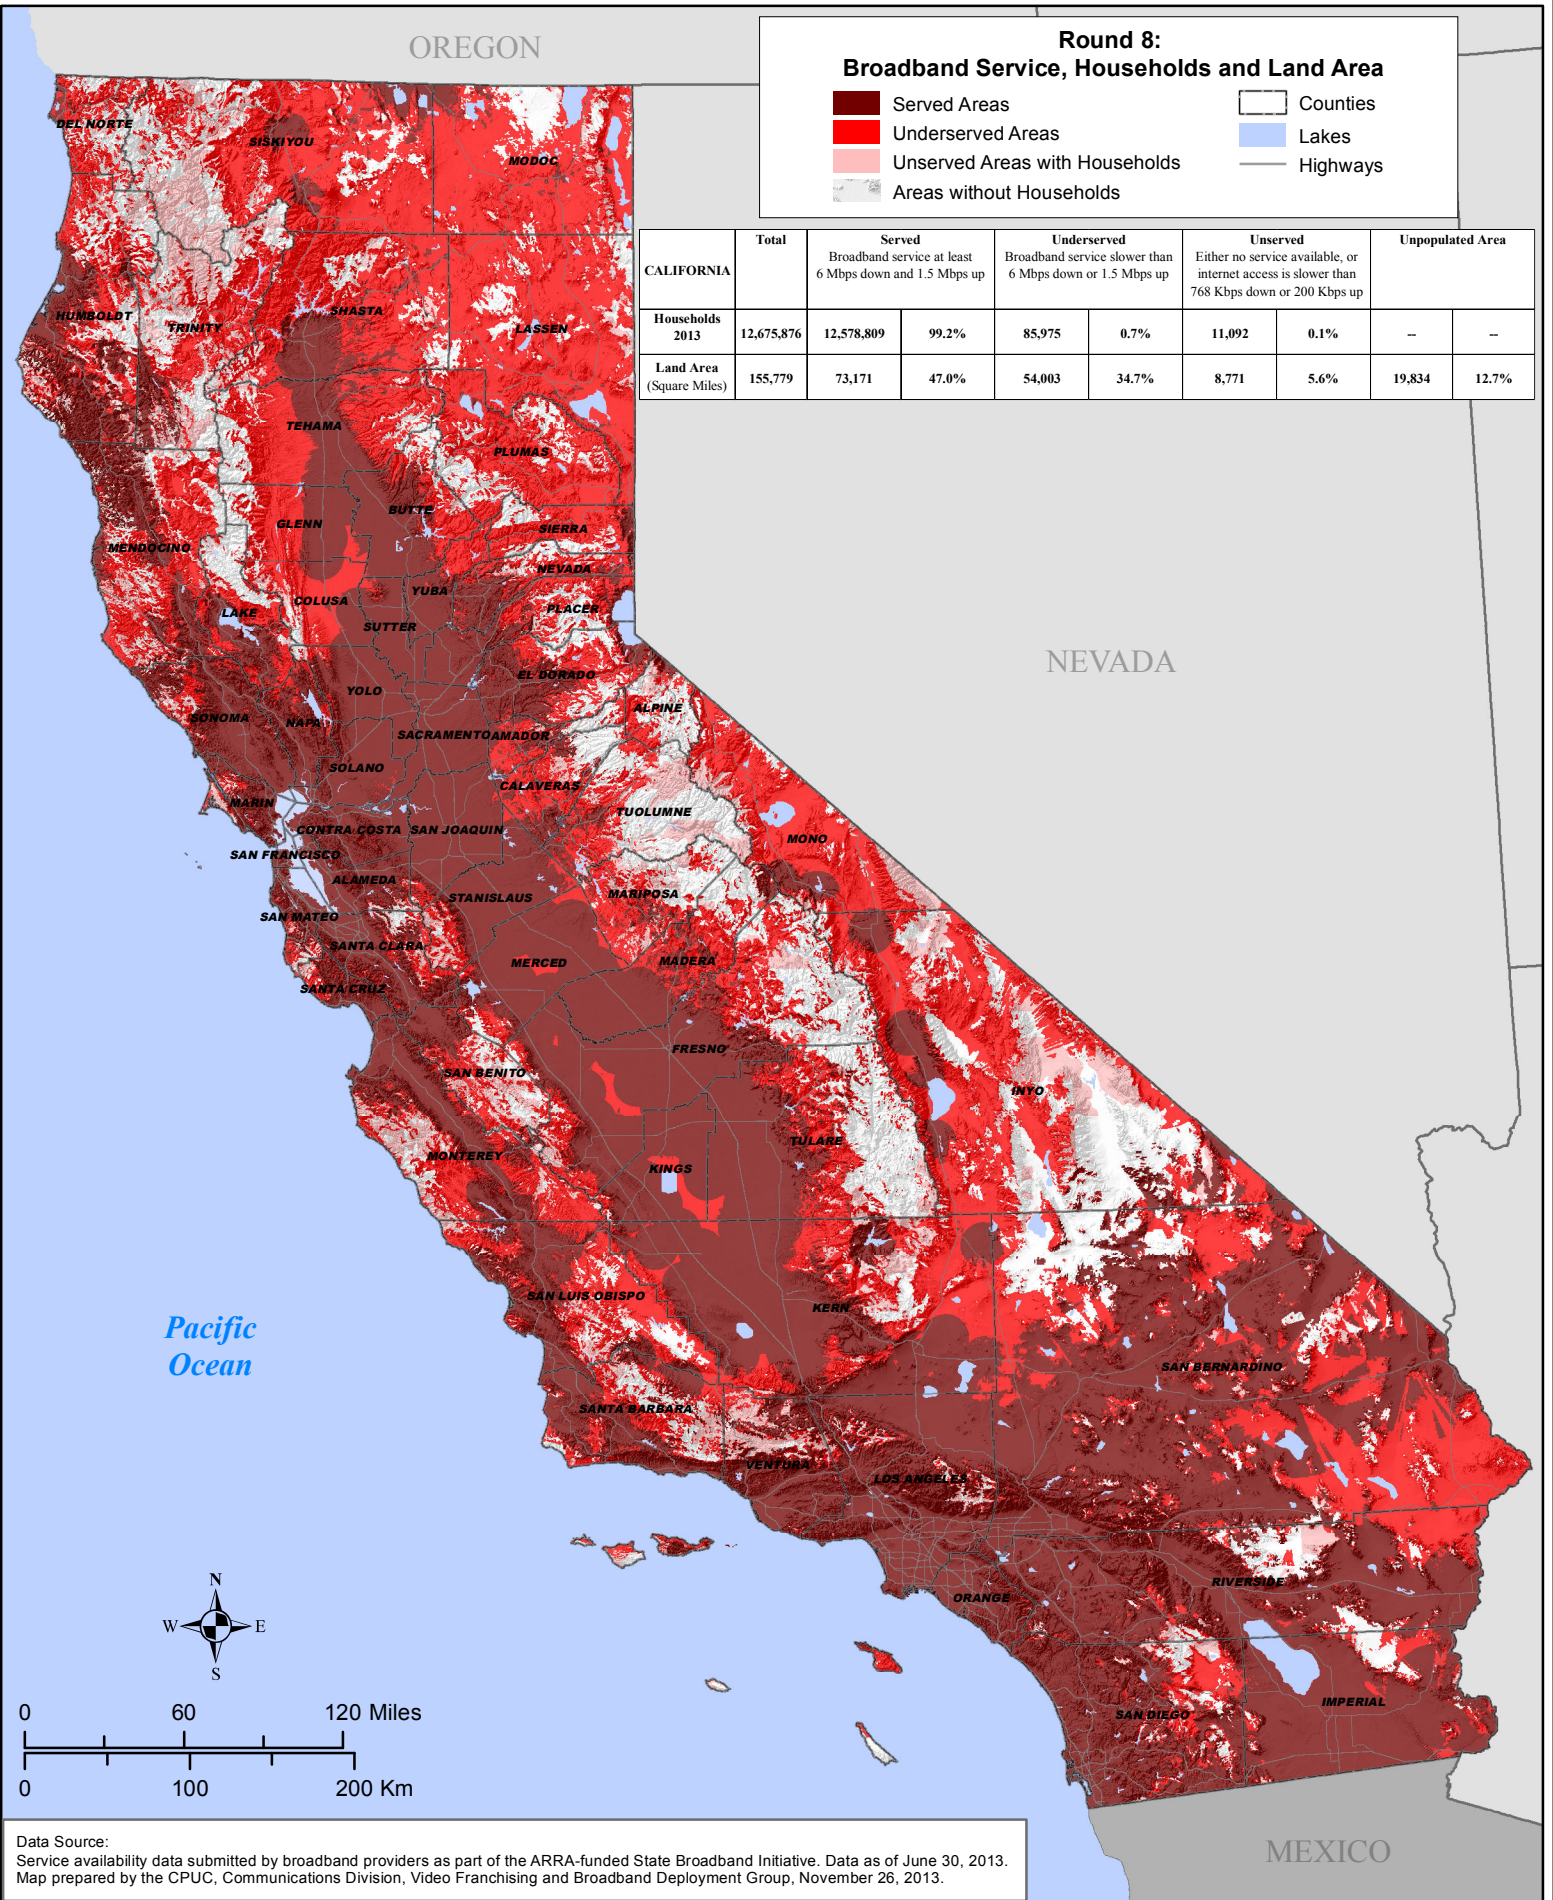 OREGON
Round 8:
Broadband Service, Households and Land Area
Served Areas
Underserved Areas
Unserved Areas with Households
Areas without Households
Counties
Lakes
Highways
CALIFORNIA
Total
Served
Broadband service at least
6 Mbps down and 1.5 Mbps up
Underserved
Broadband service slower than
6 Mbps down or 1.5 Mbps up
Unserved
Either no service available, or
internet access is slower than
768 Kbps down or 200 Kbps up
Unpopulated Area
Households
2013
12,675,876 12,578,809 99.2% 85,975 0.7% 11,092 0.1% -- --
Land Area
(Square Miles)
155,779 73,171 47.0% 54,003 34.7% 8,771 5.6% 19,834 12.7%
DEL NORTE
SISKIYOU
MODOC
HUMBOLDT
TRINITY
SHASTA
LASSEN
TEHAMA
PLUMAS
GLENN
BUTTE
SIERRA
MENDOCINO
NEVADA
COLUSA
YUBA
PLACER
LAKE
SUTTER
NEVADA
EL DORADO
YOLO
ALPINE
SONOMA
NAPA
SACRAMENTO
AMADOR
SOLANO
CALAVERAS
MARIN
TUOLUMNE
CONTRA COSTA
SAN JOAQUIN
MONO
SAN FRANCISCO
ALAMEDA
STANISLAUS
MARIPOSA
SAN MATEO
SANTA CLARA
MERCED
MADERA
SANTA CRUZ
FRESNO
SAN BENITO
INYO
MONTEREY
TULARE
KINGS
SAN LUIS OBISPO
KERN
Pacific
Ocean
SAN BERNARDINO
SANTA BARBARA
VENTURA
LOS ANGELES
RIVERSIDE
ORANGE
IMPERIAL
SAN DIEGO
N
W
E
S
0 60 120 Miles
0 100 200 Km
MEXICO
Data Source:
Service availability data submitted by broadband providers as part of the ARRA-funded State Broadband Initiative. Data as of June 30, 2013.
Map prepared by the CPUC, Communications Division, Video Franchising and Broadband Deployment Group, November 26, 2013.